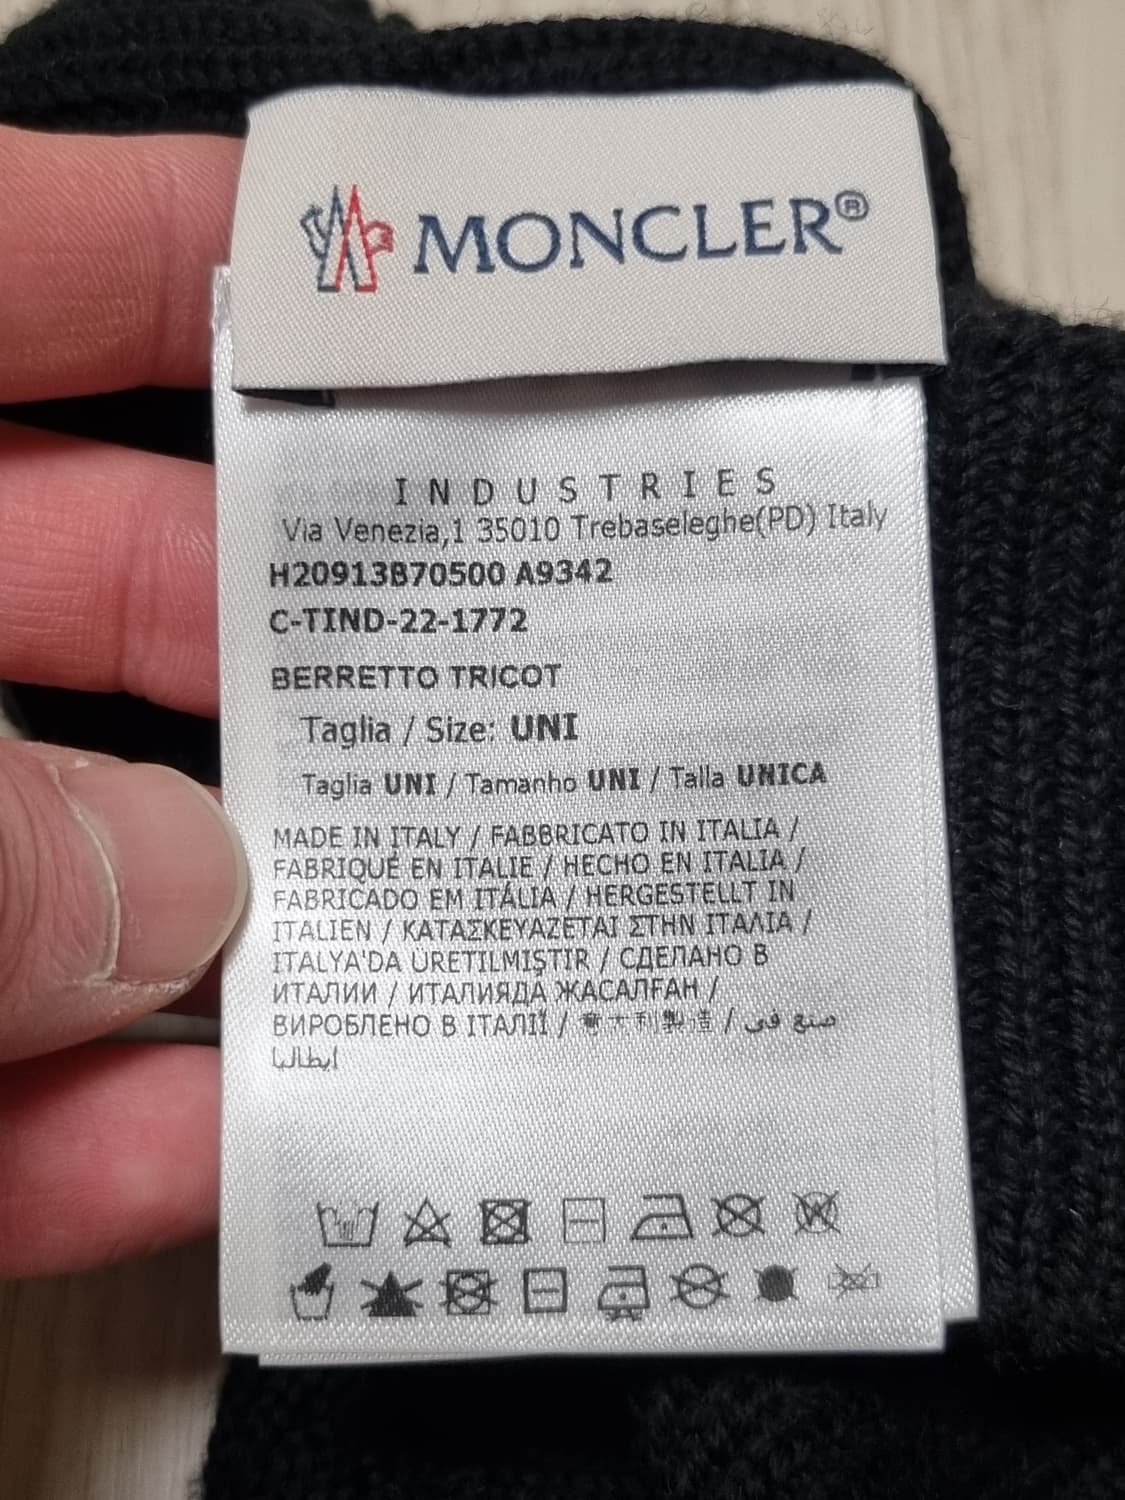 MONCLER®
INDUSTRIES
Via Venezia,1 35010 Trebaseleghe(PD) Italy
H20913B70500 A9342
C-TIND-22-1772
BERRETTO TRICOT
Taglia / Size: UNI
Taglia UNI / Tamanho UNI / Talla UNICA
MADE IN ITALY / FABBRICATO IN ITALIA /
FABRIQUÉ EN ITALIE / HECHO EN ITALIA /
FABRICADO EM ITÁLIA / HERGESTELLT IN
ITALIEN / ΚΑΤΑΣΚΕΥΑΖΕΤΑΙ ΣΤΗΝ ΙΤΑΛΙΑ /
ITALYA'DA ÜRETILMIŞTIR / СДЕЛАНО В
ИТАЛИИ / ИТАЛИЯДА ЖАСАЛҒАН /
ВИРОБЛЕНО В ІТАЛІЇ / 意大利製造 / صنع في
ايطاليا